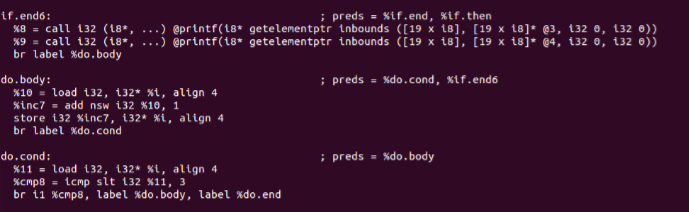 if.end6:                                          ; preds = %if.end, %if.then
  %8 = call i32 (i8*, ...) @printf(i8* getelementptr inbounds ([19 x i8], [19 x i8]* @3, i32 0, i32 0))
  %9 = call i32 (i8*, ...) @printf(i8* getelementptr inbounds ([19 x i8], [19 x i8]* @4, i32 0, i32 0))
  br label %do.body
do.body:                                          ; preds = %do.cond, %if.end6
  %10 = load i32, i32* %i, align 4
  %inc7 = add nsw i32 %10, 1
  store i32 %inc7, i32* %i, align 4
  br label %do.cond
do.cond:                                          ; preds = %do.body
  %11 = load i32, i32* %i, align 4
  %cmp8 = icmp slt i32 %11, 3
  br i1 %cmp8, label %do.body, label %do.end